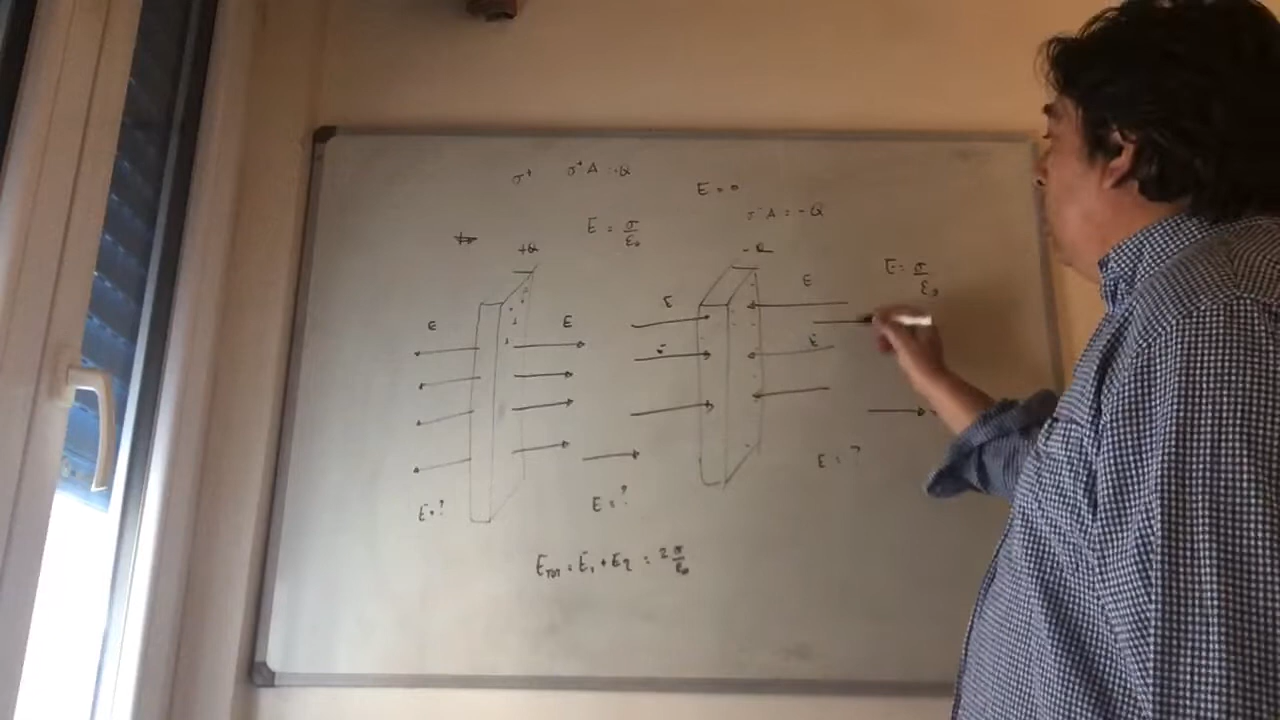 σ⁺ σ⁺A = +Q
E = 0
σ⁻A = -Q
E = σ/ε₀
+Q
-Q
E = σ/ε₀
E
E
E
E
E
E
E = ?
E = ?
E = ?
E_TOT = E₁ + E₂ = 2 σ/ε₀